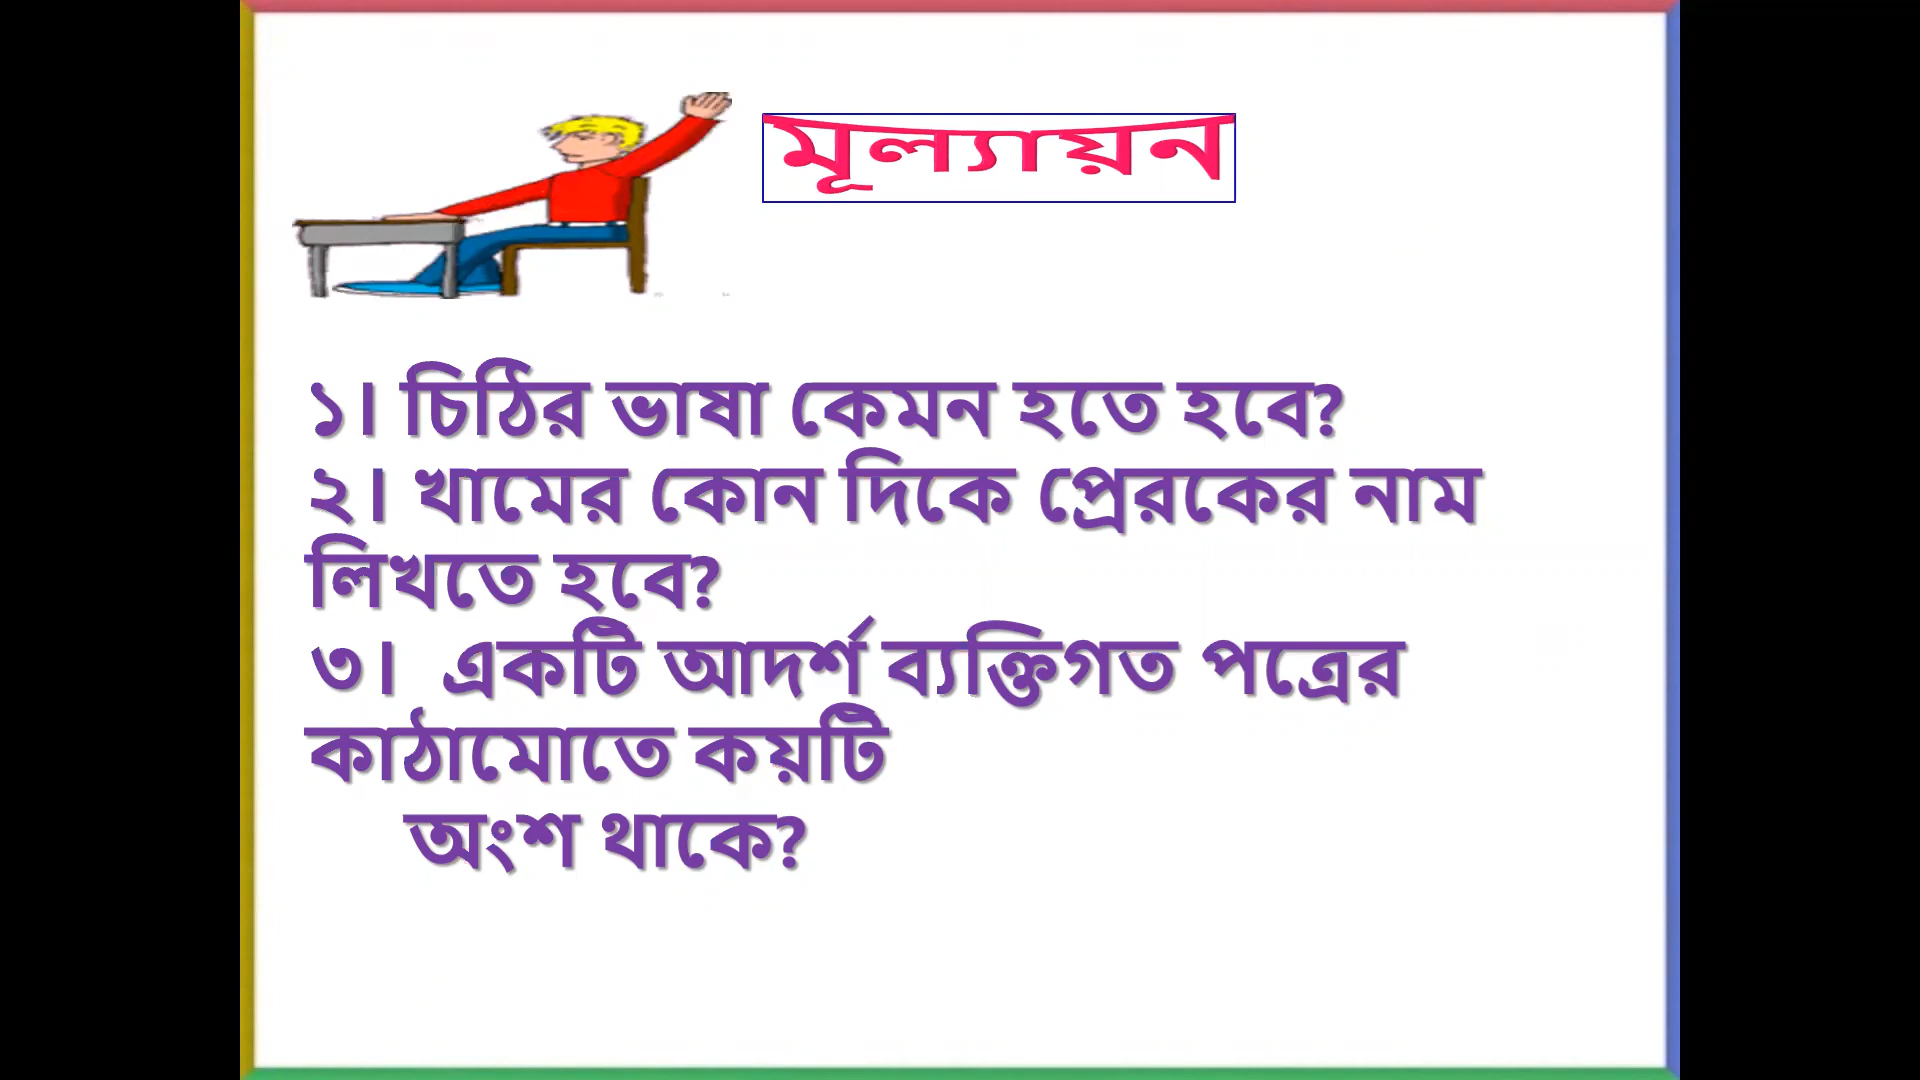 মূল্যায়ন
১। চিঠির ভাষা কেমন হতে হবে?
২। খামের কোন দিকে প্রেরকের নাম
লিখতে হবে?
৩। একটি আদর্শ ব্যক্তিগত পত্রের
কাঠামোতে কয়টি
অংশ থাকে?